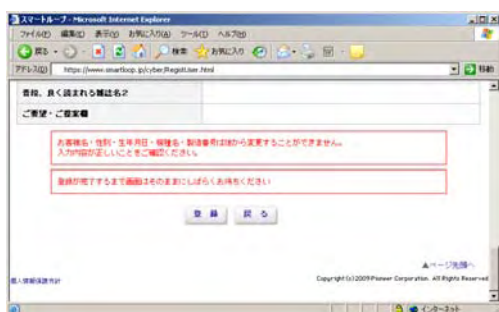 スマートループ - Microsoft Internet Explorer
ファイル(F) 編集(E) 表示(V) お気に入り(A) ツール(T) ヘルプ(H)
戻る 検索 お気に入り
アドレス(D) https://www.smartloop.jp/cyber/RegistUser.html 移動
普段、良く読まれる雑誌名2
ご要望・ご提案欄
お客様名・性別・生年月日・機種名・製造番号は後から変更することができません。
入力内容が正しいことをご確認ください。
登録が完了するまで画面はそのままにしばらくお待ちください
登 録 戻 る
▲ページ先頭へ
個人情報保護方針 Copyright (c) 2009 Pioneer Corporation. All Rights Reserved
インターネット